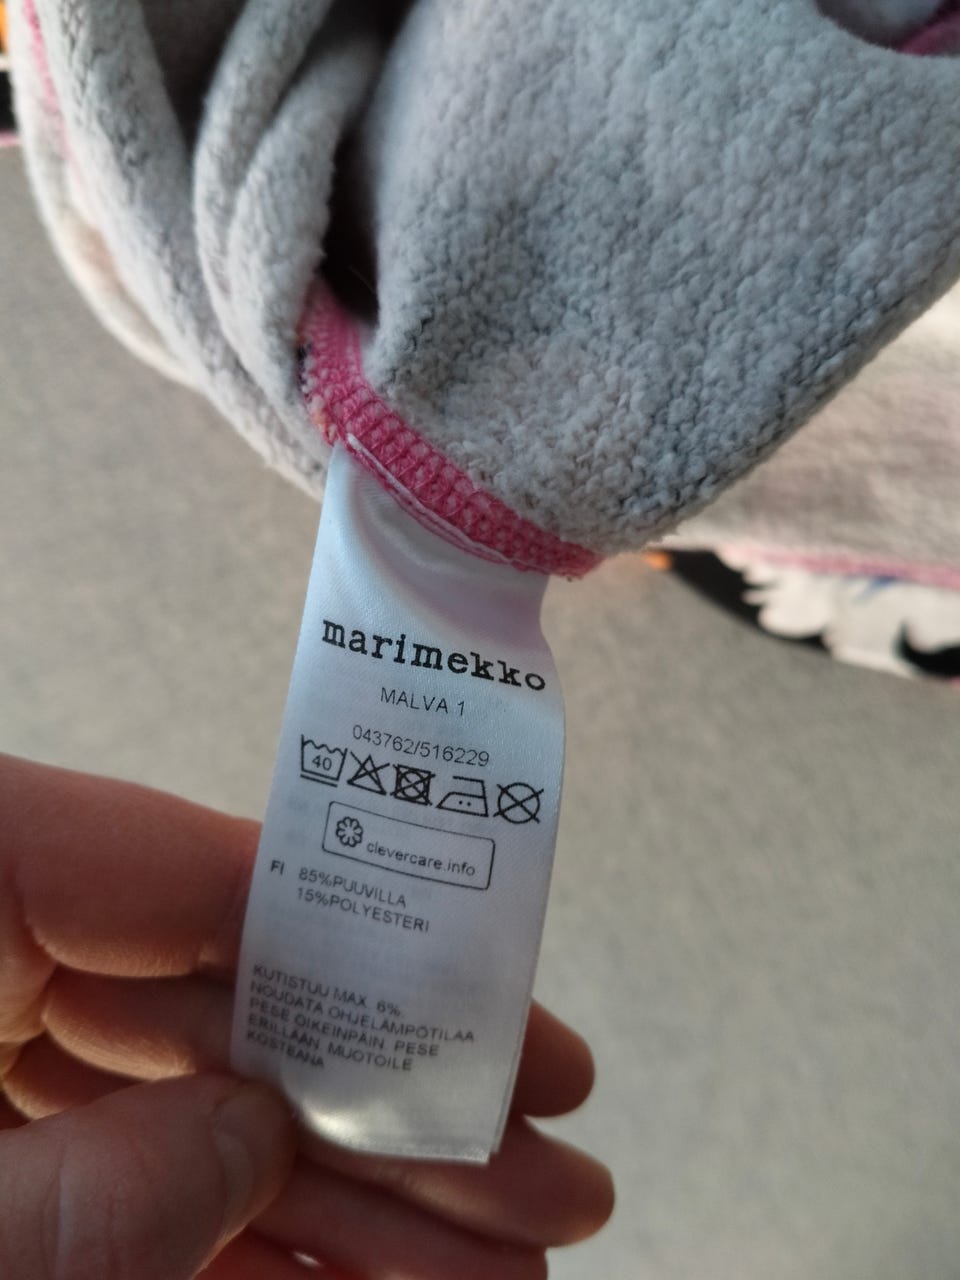 marimekko
MALVA 1
043762/516229
40
clevercare.info
FI 85%PUUVILLA
15%POLYESTERI
KUTISTUU MAX. 6%.
NOUDATA OHJELÄMPÖTILAA
PESE OIKEINPÄIN. PESE
ERILLÄÄN. MUOTOILE
KOSTEANA